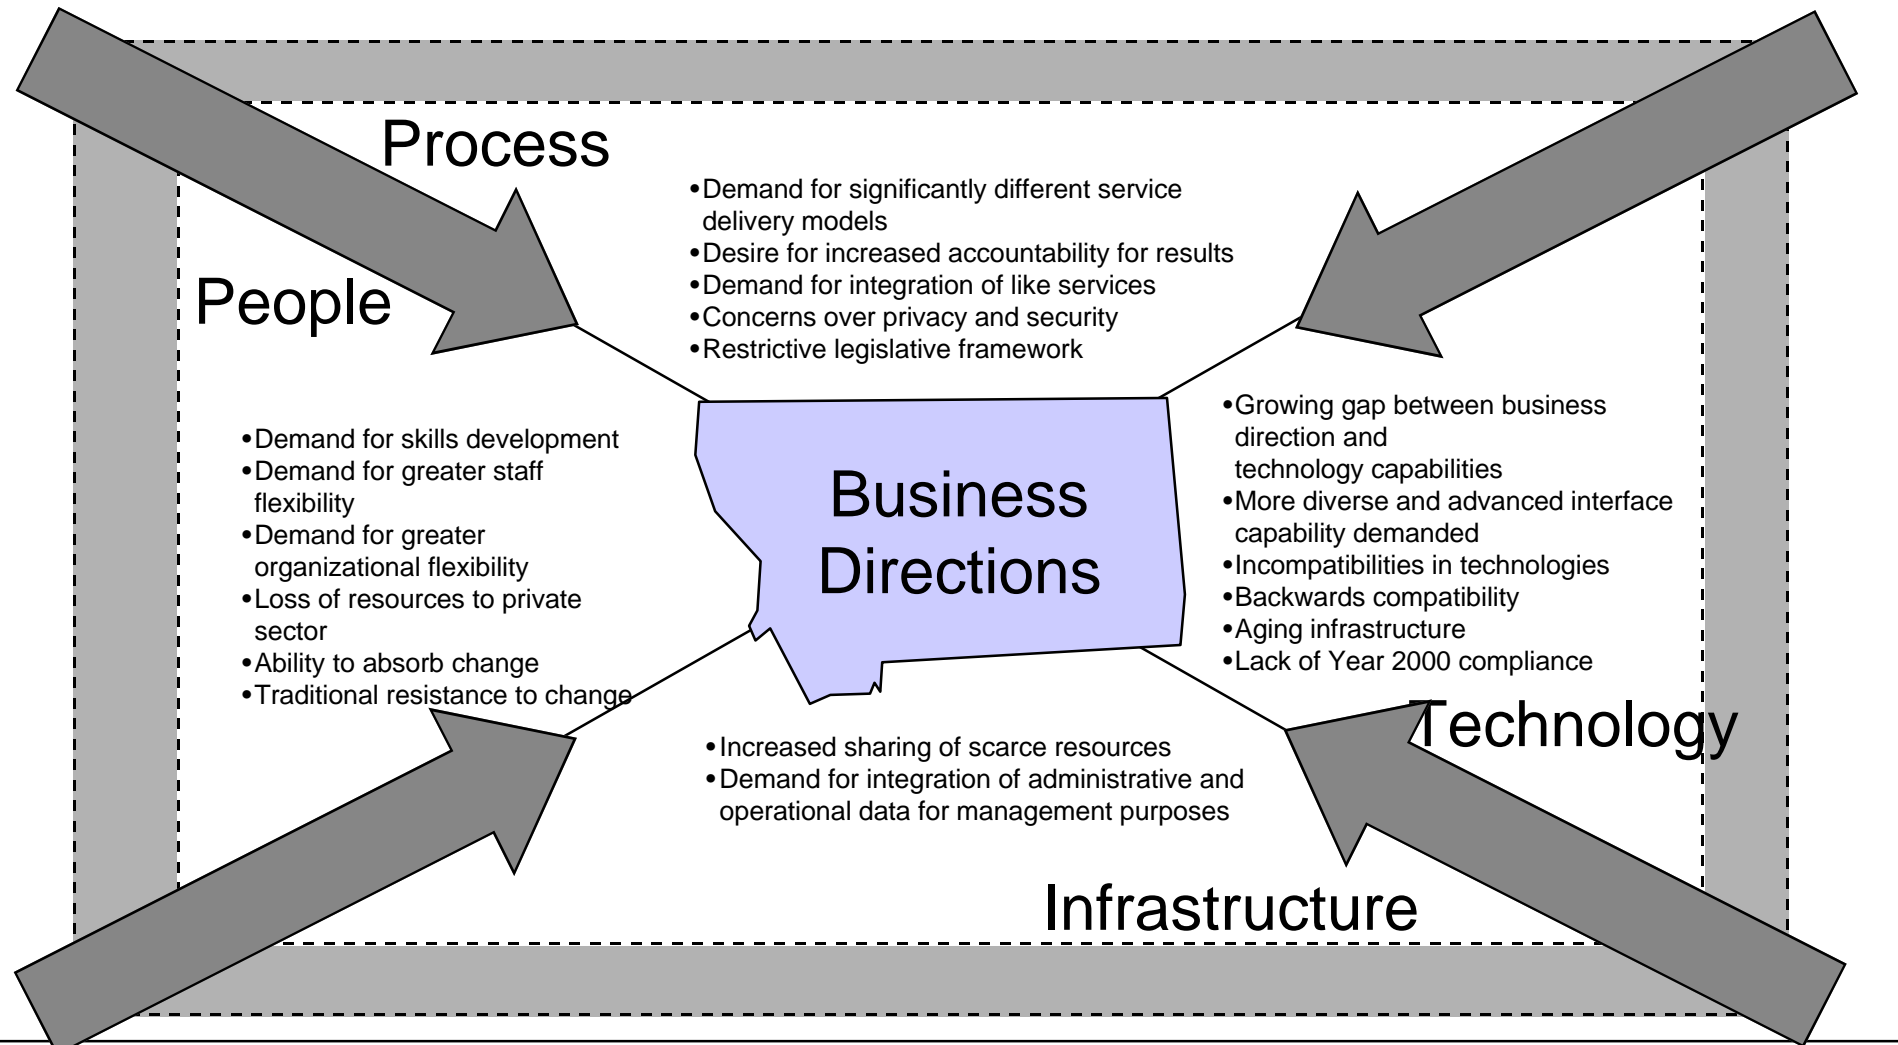 Process
•Demand for significantly different service
delivery models
•Desire for increased accountability for results
•Demand for integration of like services
•Concerns over privacy and security
•Restrictive legislative framework
People
•Demand for skills development
•Demand for greater staff
flexibility
•Demand for greater
organizational flexibility
•Loss of resources to private
sector
•Ability to absorb change
•Traditional resistance to change
Business
Directions
•Growing gap between business
direction and
technology capabilities
•More diverse and advanced interface
capability demanded
•Incompatibilities in technologies
•Backwards compatibility
•Aging infrastructure
•Lack of Year 2000 compliance
Technology
•Increased sharing of scarce resources
•Demand for integration of administrative and
operational data for management purposes
Infrastructure